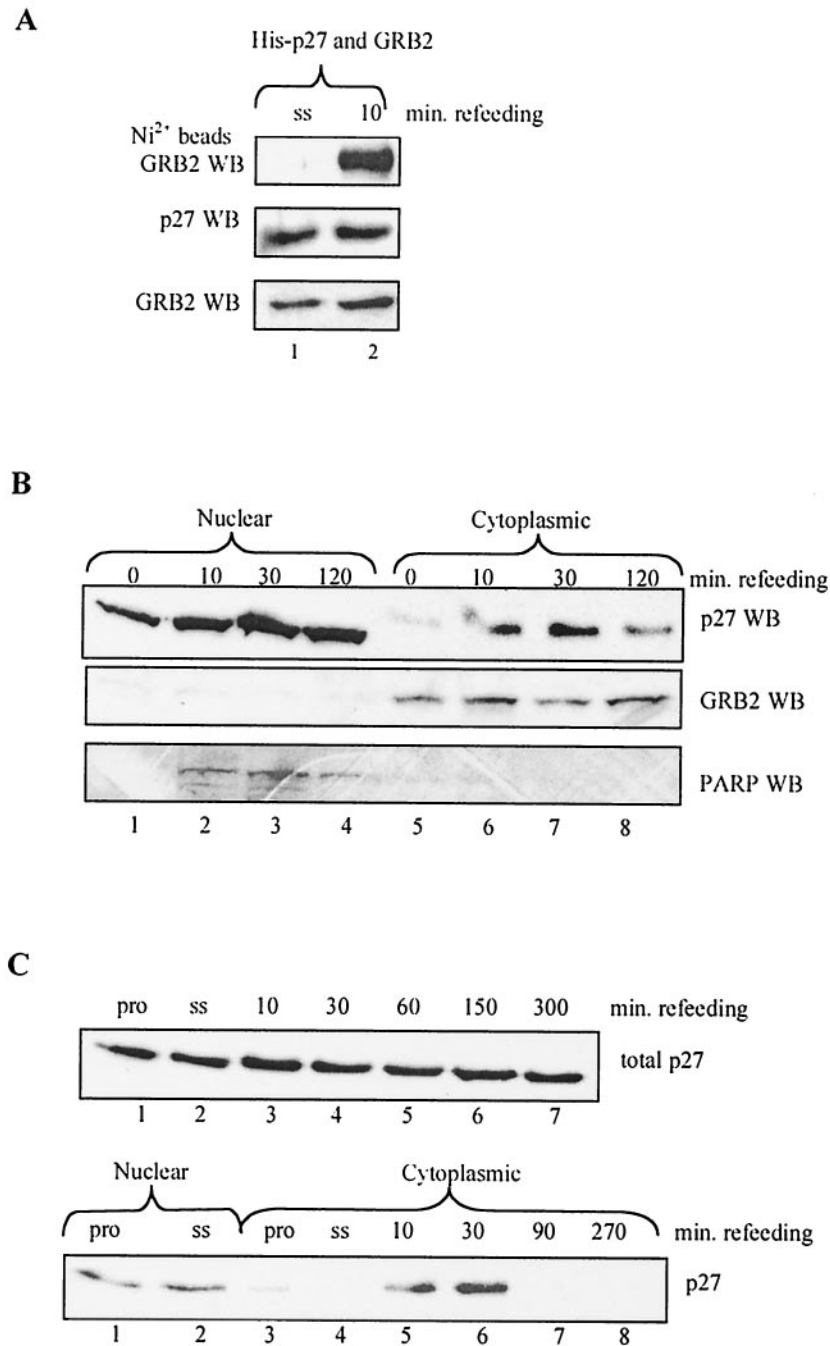 A
His-p27 and GRB2
ss 10 min. refeeding
Ni²⁺ beads
GRB2 WB
p27 WB
GRB2 WB
1 2
B
Nuclear Cytoplasmic
0 10 30 120 0 10 30 120 min. refeeding
p27 WB
GRB2 WB
PARP WB
1 2 3 4 5 6 7 8
C
pro ss 10 30 60 150 300 min. refeeding
total p27
1 2 3 4 5 6 7
Nuclear Cytoplasmic
pro ss pro ss 10 30 90 270 min. refeeding
p27
1 2 3 4 5 6 7 8